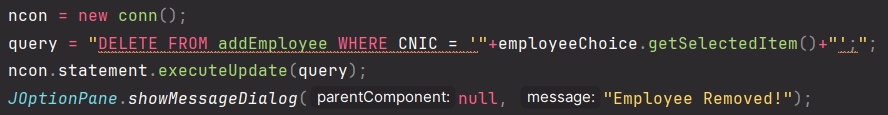 ncon = new conn();
query = "DELETE FROM addEmployee WHERE CNIC = '"+employeeChoice.getSelectedItem()+"';";
ncon.statement.executeUpdate(query);
JOptionPane.showMessageDialog( parentComponent: null, message: "Employee Removed!");